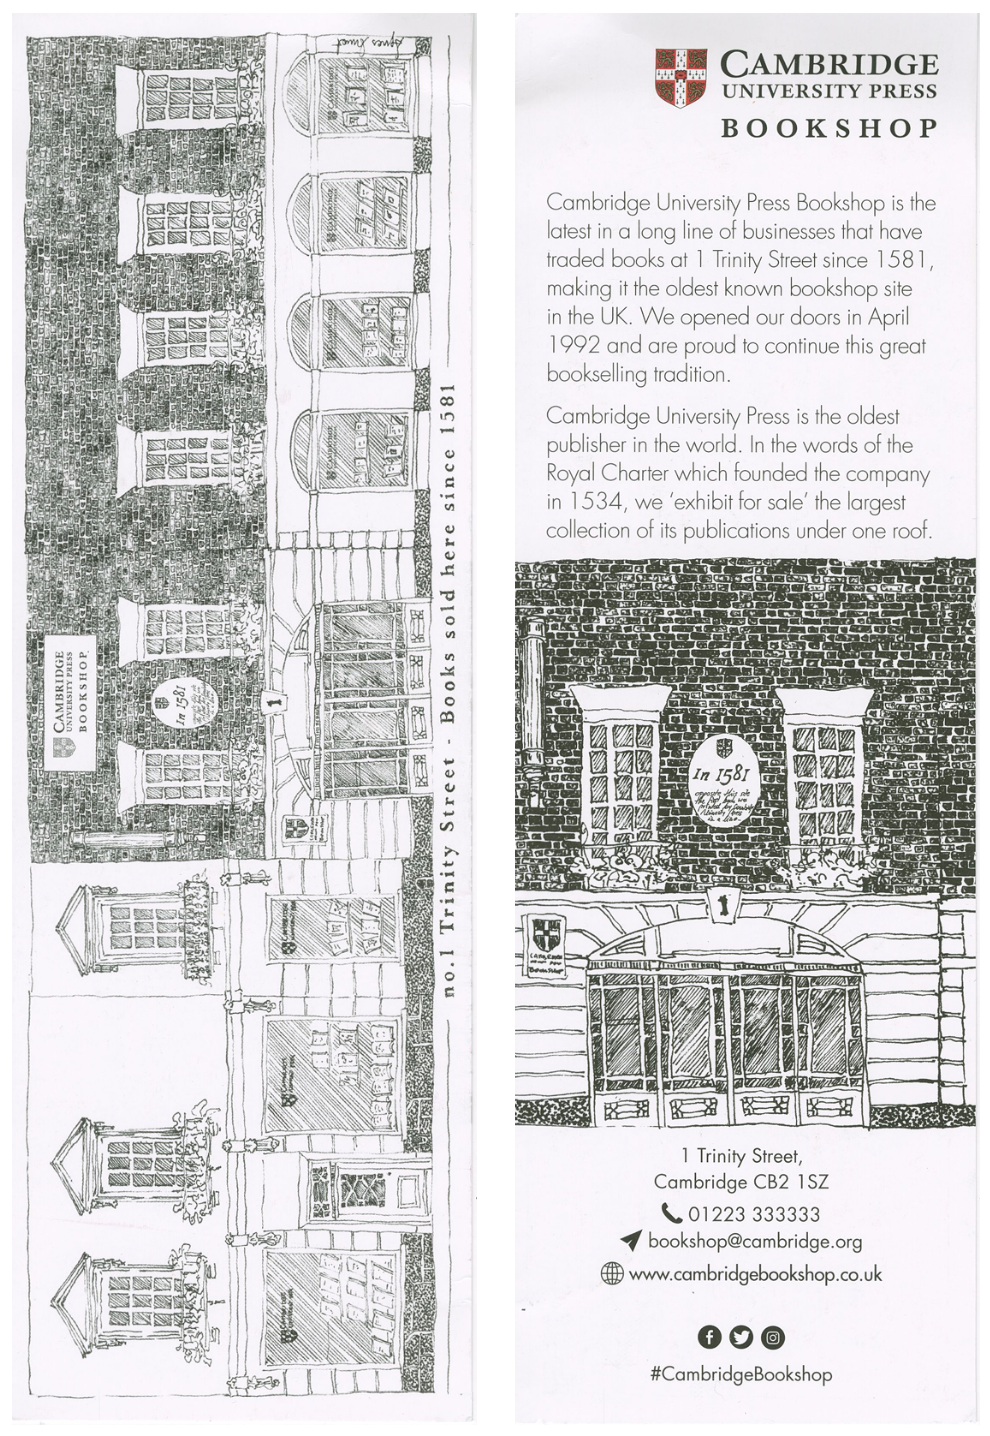 no.1 Trinity Street - Books sold here since 1581
CAMBRIDGE
UNIVERSITY PRESS
BOOKSHOP
In 1581
1
CAMBRIDGE
UNIVERSITY PRESS
BOOKSHOP
Cambridge University Press Bookshop is the
latest in a long line of businesses that have
traded books at 1 Trinity Street since 1581,
making it the oldest known bookshop site
in the UK. We opened our doors in April
1992 and are proud to continue this great
bookselling tradition.
Cambridge University Press is the oldest
publisher in the world. In the words of the
Royal Charter which founded the company
in 1534, we ‘exhibit for sale’ the largest
collection of its publications under one roof.
In 1581
opposite this site
1
1 Trinity Street,
Cambridge CB2 1SZ
01223 333333
bookshop@cambridge.org
www.cambridgebookshop.co.uk
#CambridgeBookshop